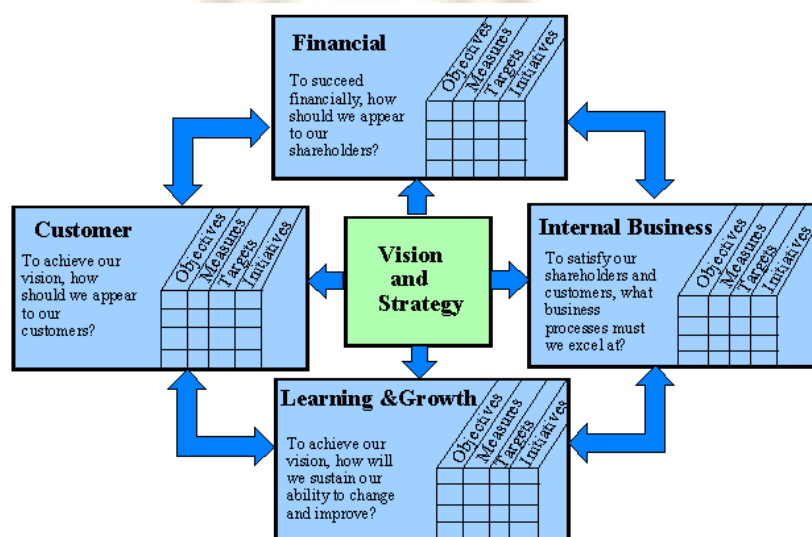 Financial
To succeed
financially, how
should we appear
to our
shareholders?
Objectives
Measures
Targets
Initiatives
Customer
To achieve our
vision, how
should we appear
to our
customers?
Objectives
Measures
Targets
Initiatives
Vision
and
Strategy
Internal Business
To satisfy our
shareholders and
customers, what
business
processes must
we excel at?
Objectives
Measures
Targets
Initiatives
Learning &Growth
To achieve our
vision, how will
we sustain our
ability to change
and improve?
Objectives
Measures
Targets
Initiatives